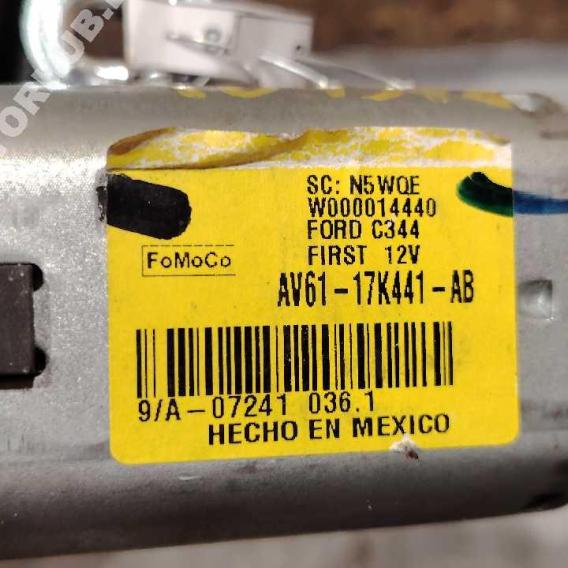 SC: N5WQE
W000014440
FORD C344
FIRST 12V
FoMoCo
AV61-17K441-AB
9/A-07241 036.1
HECHO EN MEXICO